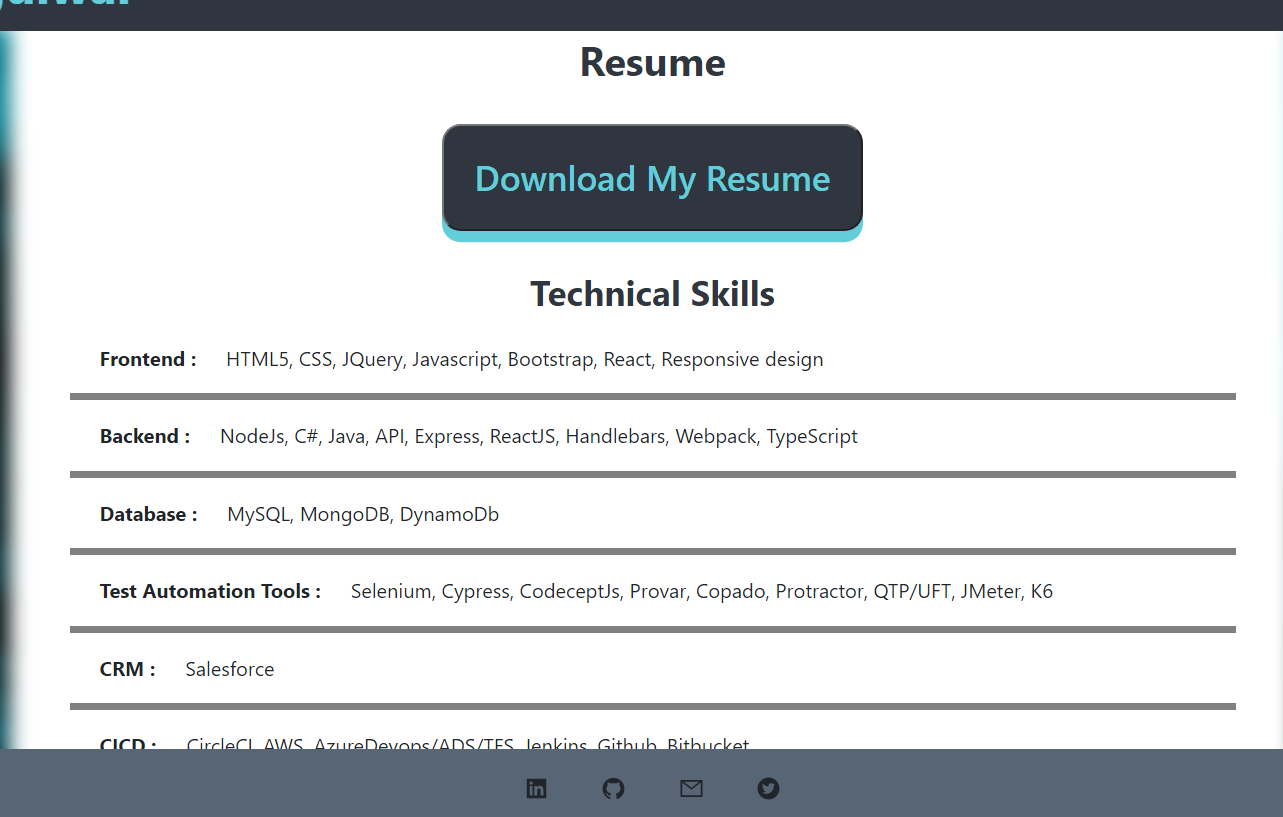 Resume
Download My Resume
Technical Skills
Frontend : HTML5, CSS, JQuery, Javascript, Bootstrap, React, Responsive design
Backend : NodeJs, C#, Java, API, Express, ReactJS, Handlebars, Webpack, TypeScript
Database : MySQL, MongoDB, DynamoDb
Test Automation Tools : Selenium, Cypress, CodeceptJs, Provar, Copado, Protractor, QTP/UFT, JMeter, K6
CRM : Salesforce
CICD : CircleCI, AWS, AzureDevops/ADS/TFS, Jenkins, Github, Bitbucket
in